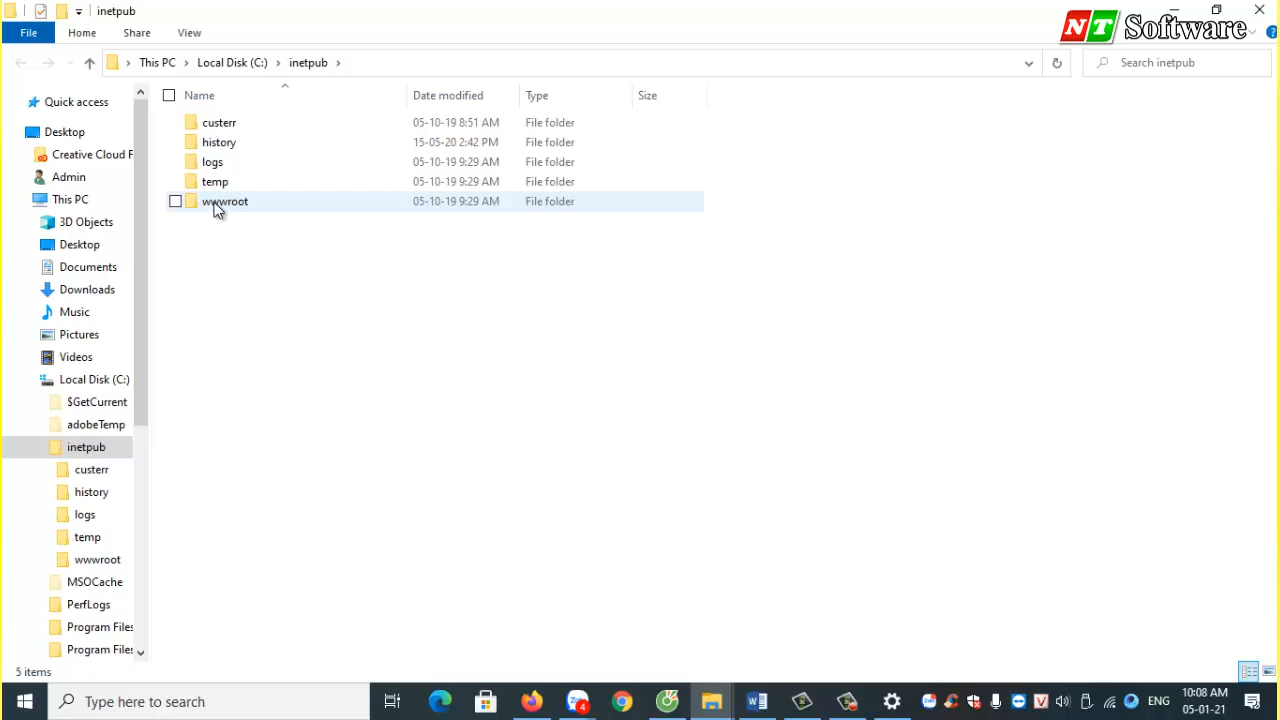 inetpub
NT Software
File Home Share View
This PC Local Disk (C:) inetpub
Search inetpub
Name Date modified Type Size
custerr 05-10-19 8:51 AM File folder
history 15-05-20 2:42 PM File folder
logs 05-10-19 9:29 AM File folder
temp 05-10-19 9:29 AM File folder
wwwroot 05-10-19 9:29 AM File folder
Quick access
Desktop
Creative Cloud F
Admin
This PC
3D Objects
Desktop
Documents
Downloads
Music
Pictures
Videos
Local Disk (C:)
$GetCurrent
adobeTemp
inetpub
custerr
history
logs
temp
wwwroot
MSOCache
PerfLogs
Program Files
Program Files
5 items
Type here to search
4
ENG
10:08 AM
05-01-21